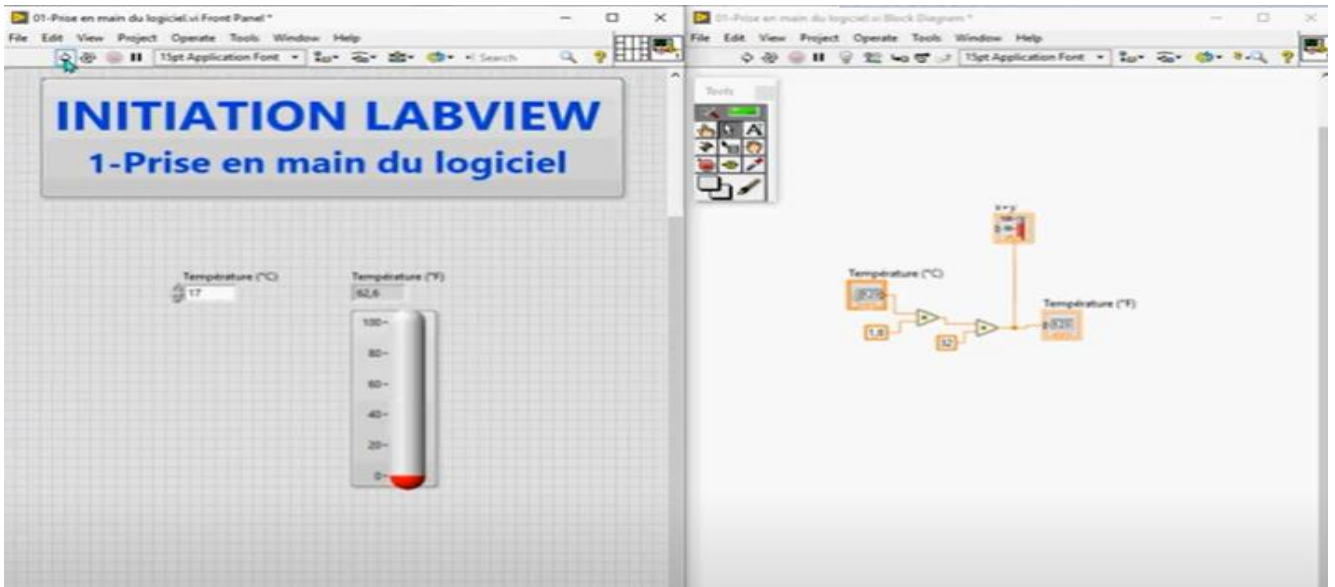 01-Prise en main du logiciel.vi Front Panel *
File Edit View Project Operate Tools Window Help
15pt Application Font
Search
INITIATION LABVIEW
1-Prise en main du logiciel
Température (°C)
17
Température (°F)
62,6
100
80
60
40
20
0
01-Prise en main du logiciel.vi Block Diagram *
File Edit View Project Operate Tools Window Help
15pt Application Font
Tools
A
x+y
Température (°C)
1,8
32
Température (°F)